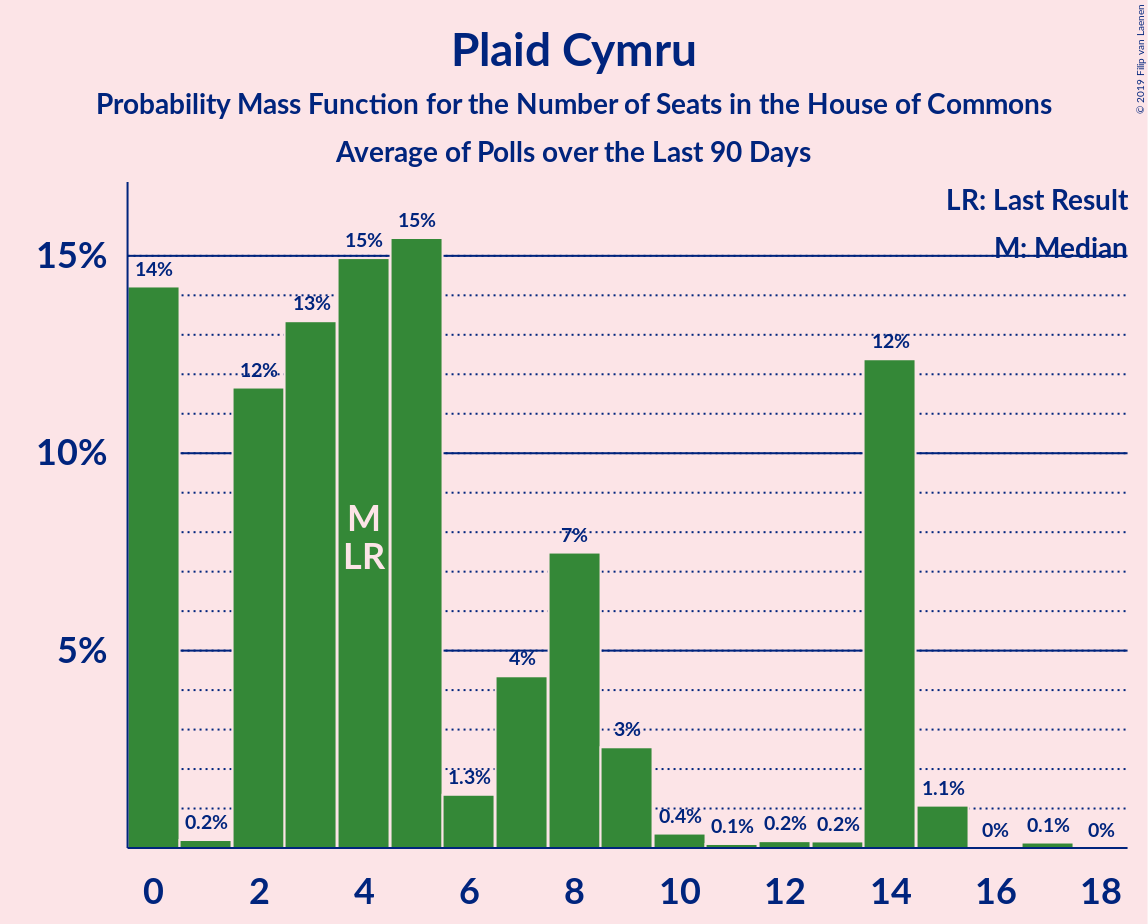 Plaid Cymru
Probability Mass Function for the Number of Seats in the House of Commons
Average of Polls over the Last 90 Days
© 2019 Filip van Laenen
LR: Last Result
M: Median
15%
10%
5%
14%
0.2%
12%
13%
15%
15%
1.3%
4%
7%
3%
0.4%
0.1%
0.2%
0.2%
12%
1.1%
0%
0.1%
0%
M
LR
0 2 4 6 8 10 12 14 16 18